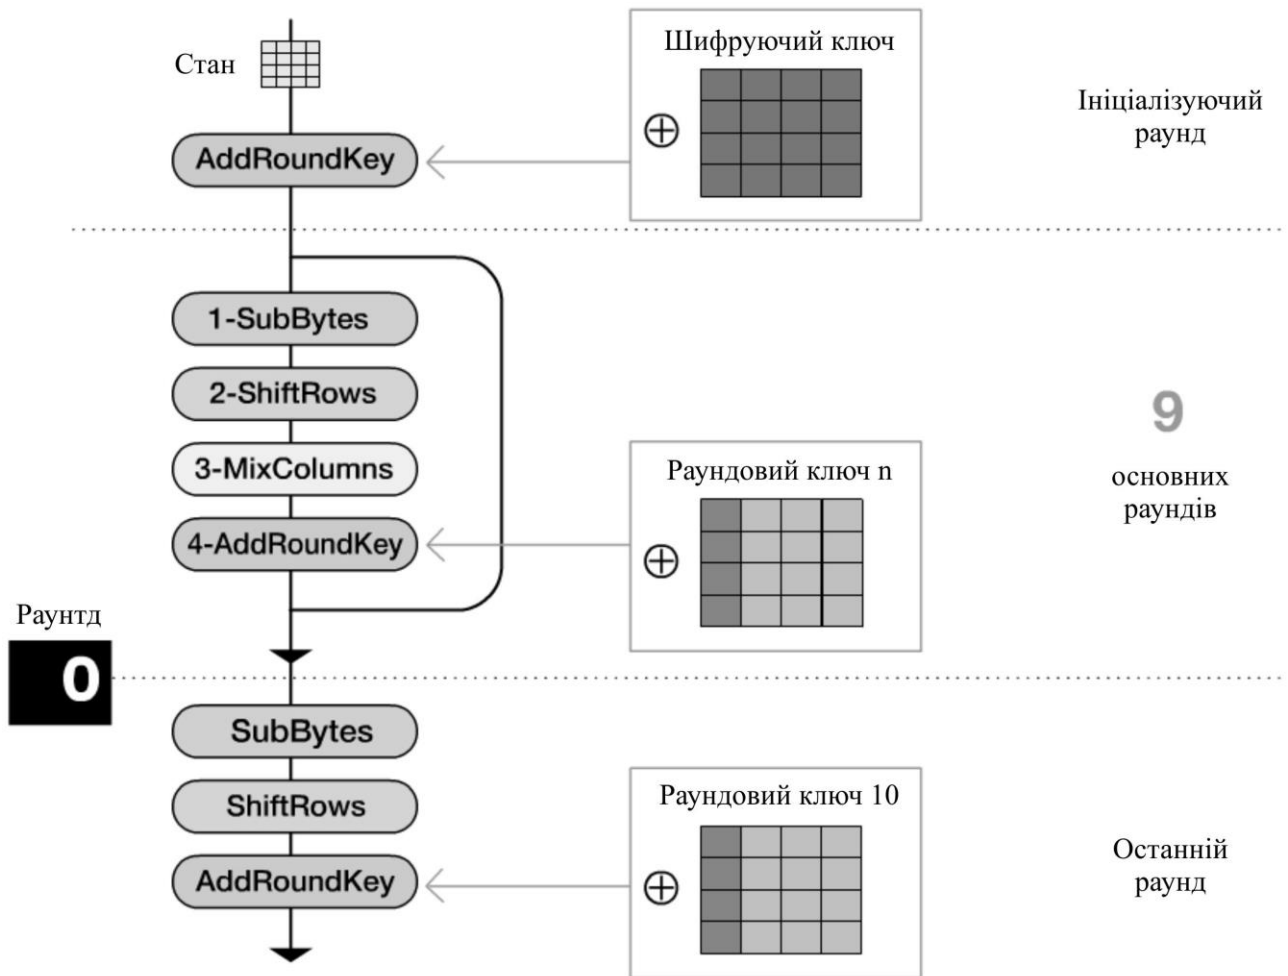 Стан
Шифруючий ключ
Ініціалізуючий
раунд
AddRoundKey
1-SubBytes
2-ShiftRows
3-MixColumns
4-AddRoundKey
Раундовий ключ n
9
основних
раундів
Раунтд
0
SubBytes
ShiftRows
AddRoundKey
Раундовий ключ 10
Останній
раунд